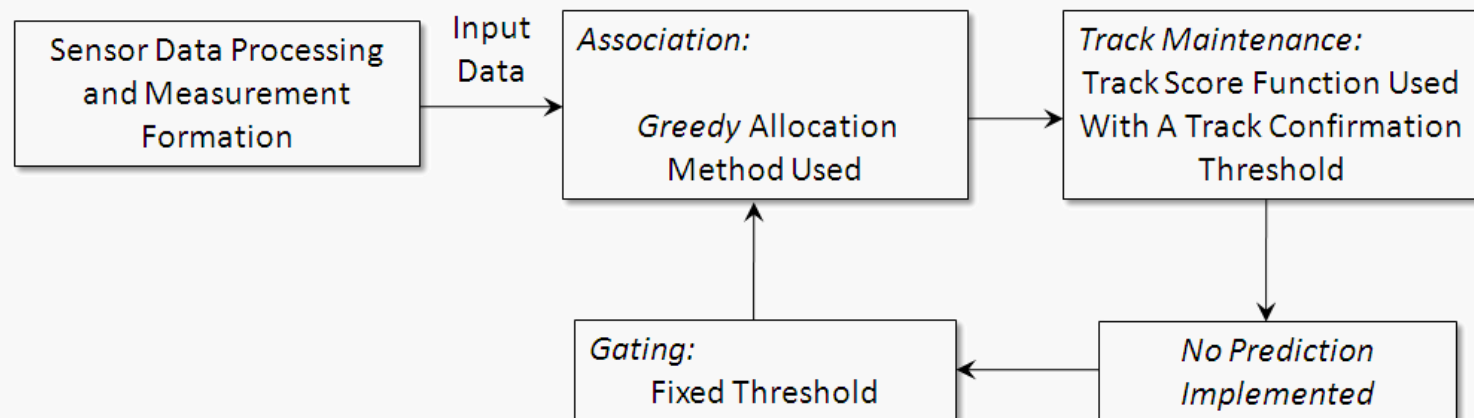 Sensor Data Processing
and Measurement
Formation
Input
Data
Association:
Greedy Allocation
Method Used
Track Maintenance:
Track Score Function Used
With A Track Confirmation
Threshold
Gating:
Fixed Threshold
No Prediction
Implemented